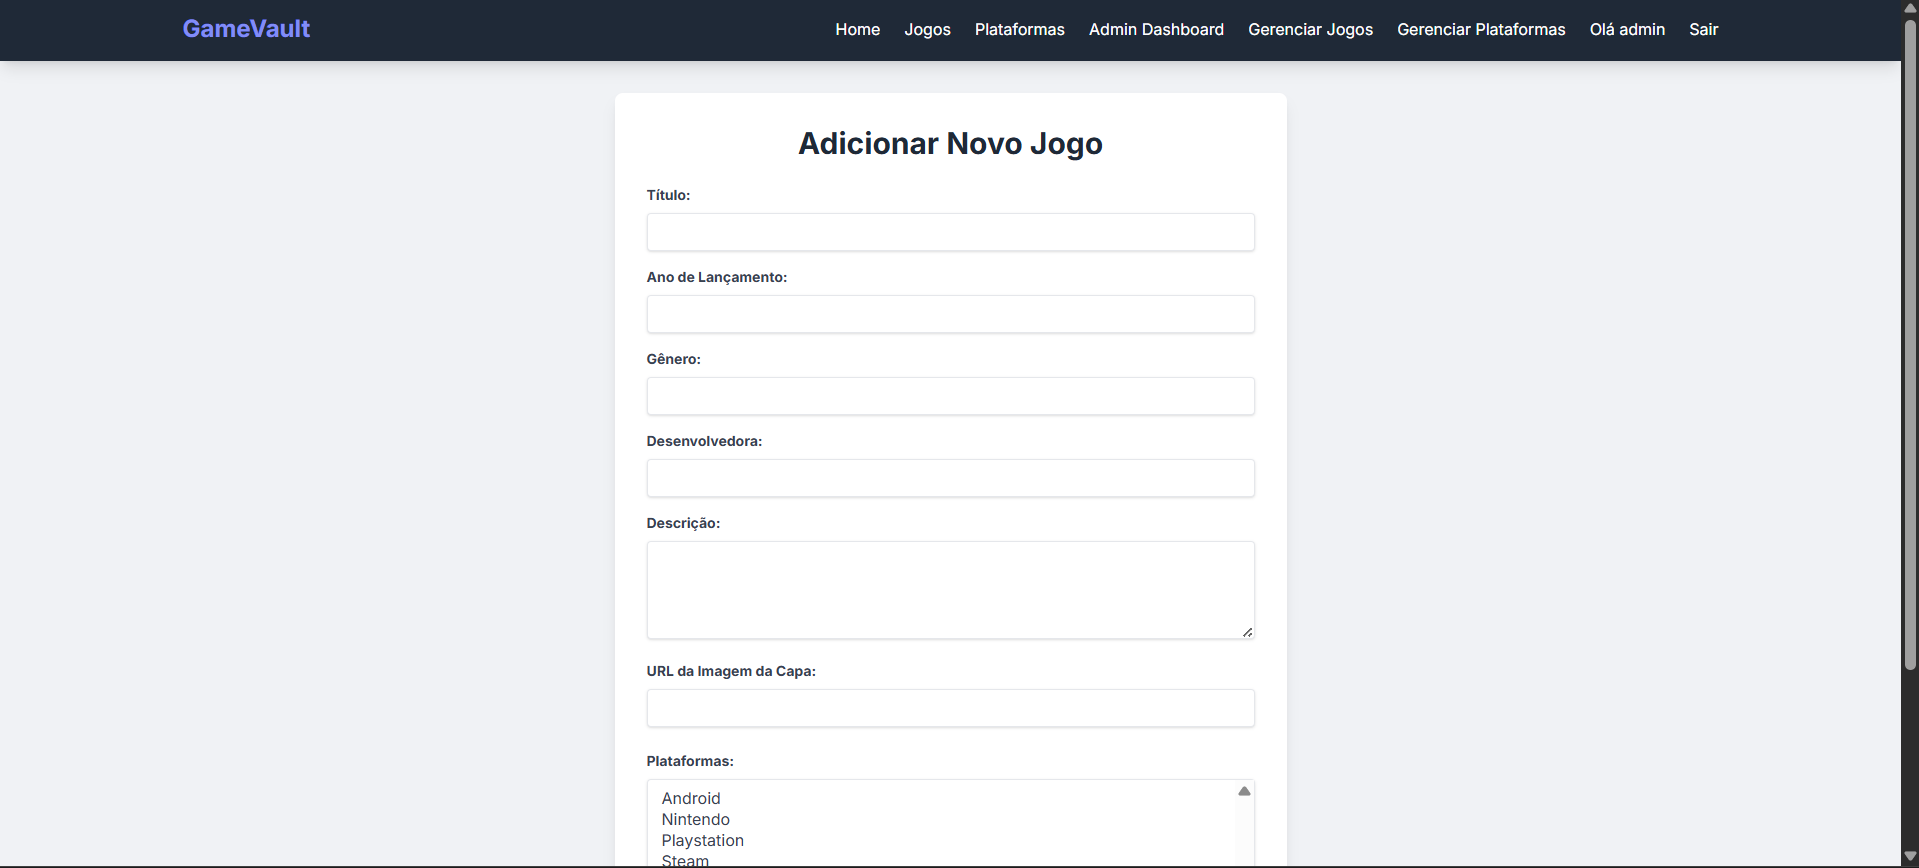 GameVault
Home Jogos Plataformas Admin Dashboard Gerenciar Jogos Gerenciar Plataformas Olá admin Sair
Adicionar Novo Jogo
Título:
Ano de Lançamento:
Gênero:
Desenvolvedora:
Descrição:
URL da Imagem da Capa:
Plataformas:
Android
Nintendo
Playstation
Steam